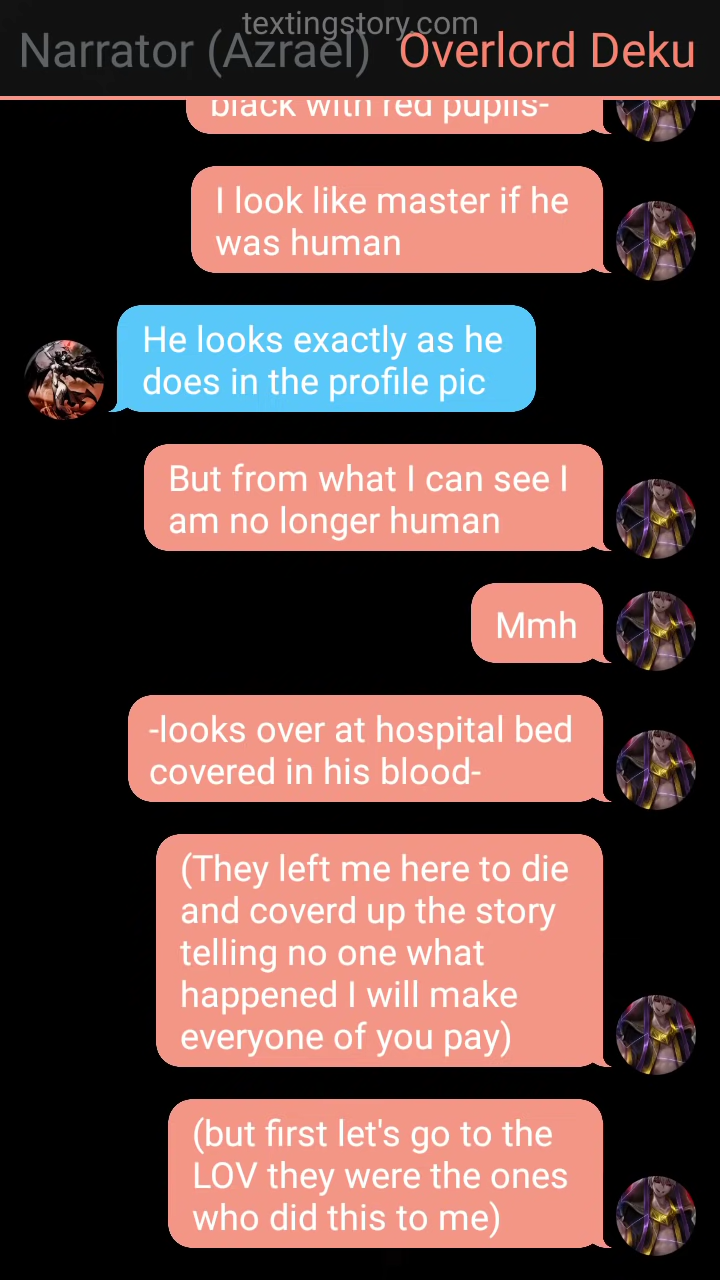 textingstory.com
Narrator (Azrael) Overlord Deku
black with red pupils-
I look like master if he
was human
He looks exactly as he
does in the profile pic
But from what I can see I
am no longer human
Mmh
-looks over at hospital bed
covered in his blood-
(They left me here to die
and coverd up the story
telling no one what
happened I will make
everyone of you pay)
(but first let's go to the
LOV they were the ones
who did this to me)